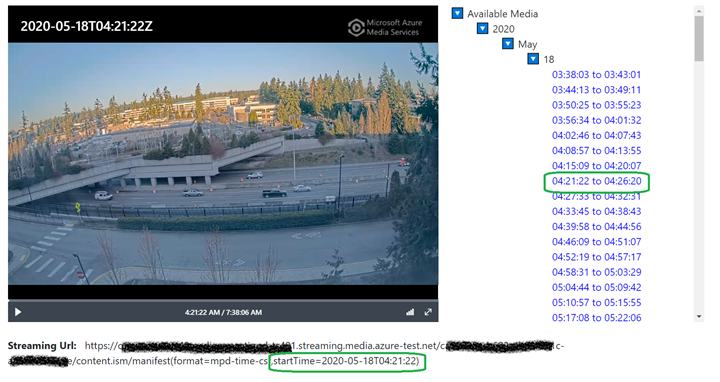 2020-05-18T04:21:22Z
Microsoft Azure
Media Services
4:21:22 AM / 7:38:06 AM
Available Media
2020
May
18
03:38:03 to 03:43:01
03:44:13 to 03:49:11
03:50:25 to 03:55:23
03:56:34 to 04:01:32
04:02:46 to 04:07:43
04:08:57 to 04:13:55
04:15:09 to 04:20:07
04:21:22 to 04:26:20
04:27:33 to 04:32:31
04:33:45 to 04:38:43
04:39:58 to 04:44:56
04:46:09 to 04:51:07
04:52:19 to 04:57:17
04:58:31 to 05:03:29
05:04:44 to 05:09:42
05:10:57 to 05:15:55
05:17:08 to 05:22:06
Streaming Url: https://
.streaming.media.azure-test.net/
/content.ism/manifest(format=mpd-time-cs
,startTime=2020-05-18T04:21:22)